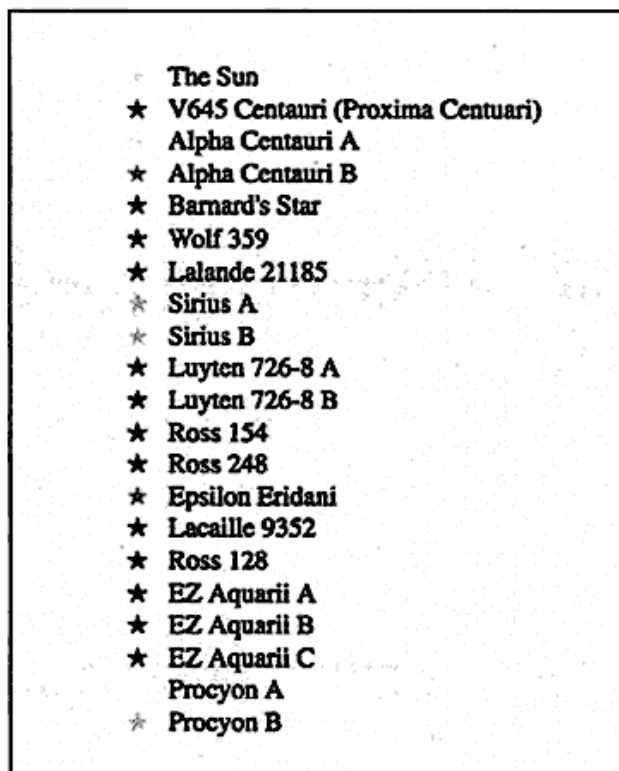 The Sun
★ V645 Centauri (Proxima Centuari)
Alpha Centauri A
★ Alpha Centauri B
★ Barnard's Star
★ Wolf 359
★ Lalande 21185
★ Sirius A
★ Sirius B
★ Luyten 726-8 A
★ Luyten 726-8 B
★ Ross 154
★ Ross 248
★ Epsilon Eridani
★ Lacaille 9352
★ Ross 128
★ EZ Aquarii A
★ EZ Aquarii B
★ EZ Aquarii C
Procyon A
★ Procyon B